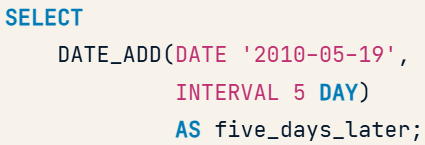 SELECT
    DATE_ADD(DATE '2010-05-19',
             INTERVAL 5 DAY)
             AS five_days_later;